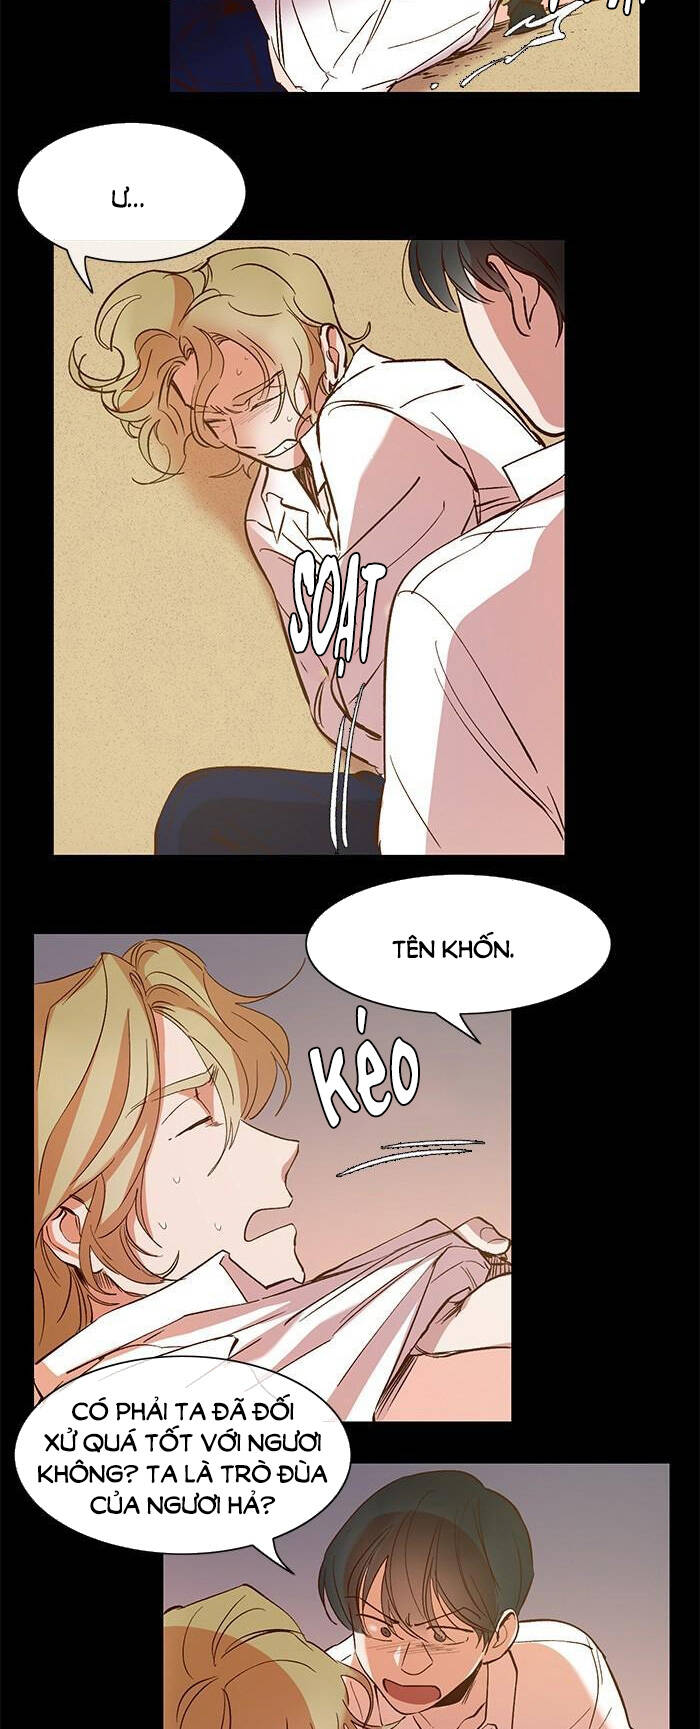 Ư...
SOẠT
TÊN KHỐN.
KÉO
CÓ PHẢI TA ĐÃ ĐỐI
XỬ QUÁ TỐT VỚI NGƯƠI
KHÔNG? TA LÀ TRÒ ĐÙA
CỦA NGƯƠI HẢ?